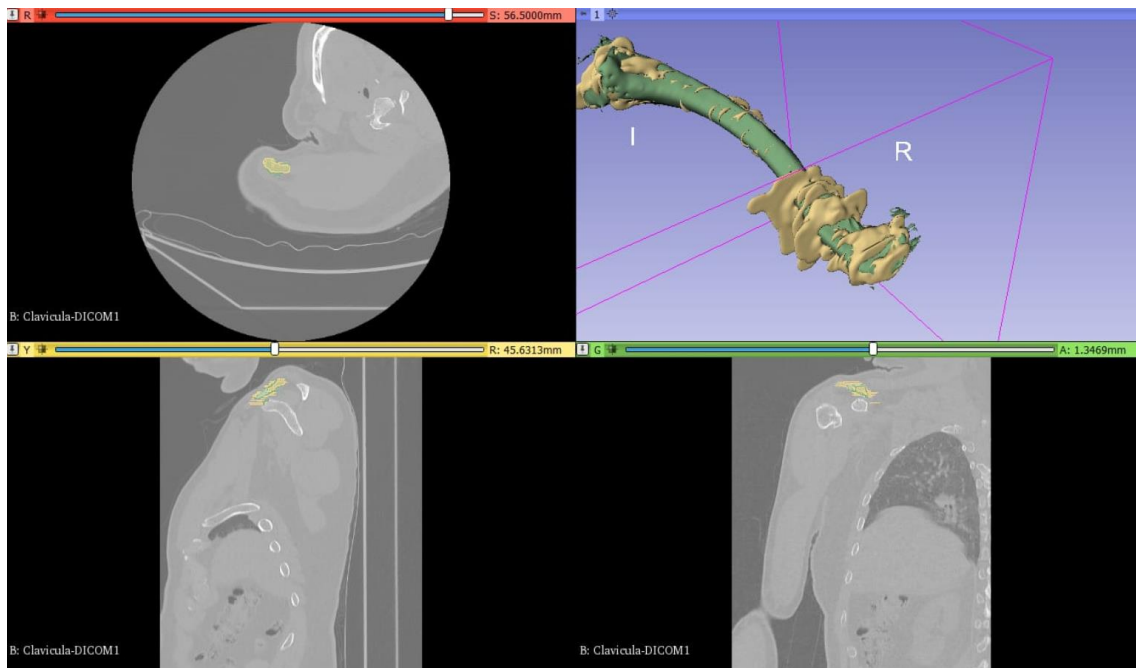 R S: 56.5000mm
1
I
R
B: Clavicula-DICOM1
Y R: 45.6313mm
G A: 1.3469mm
B: Clavicula-DICOM1
B: Clavicula-DICOM1